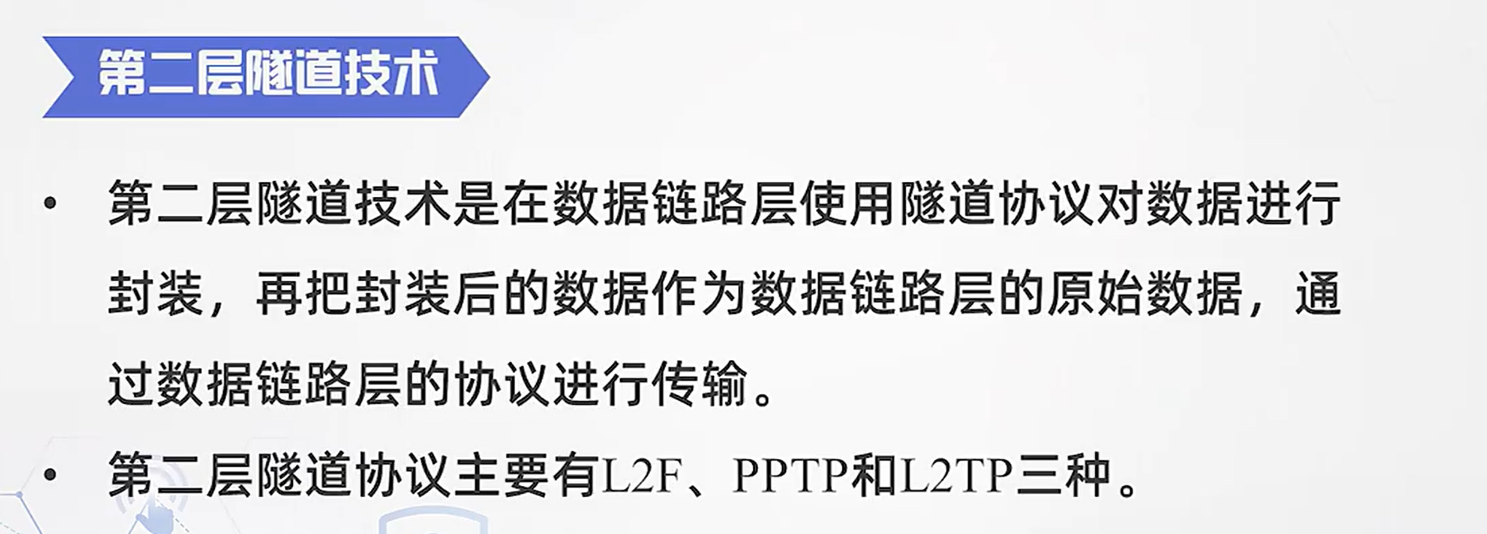 第二层隧道技术
• 第二层隧道技术是在数据链路层使用隧道协议对数据进行
封装，再把封装后的数据作为数据链路层的原始数据，通
过数据链路层的协议进行传输。
• 第二层隧道协议主要有L2F、PPTP和L2TP三种。